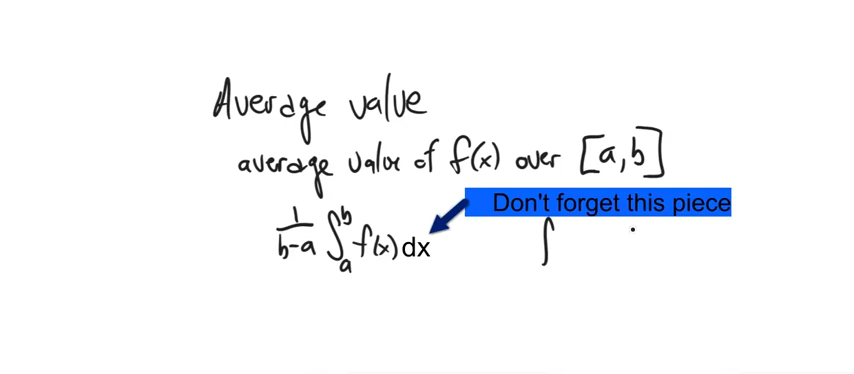 Average value
average value of f(x) over [a,b]
Don't forget this piece
1/(b-a) ∫_a^b f(x) dx
∫